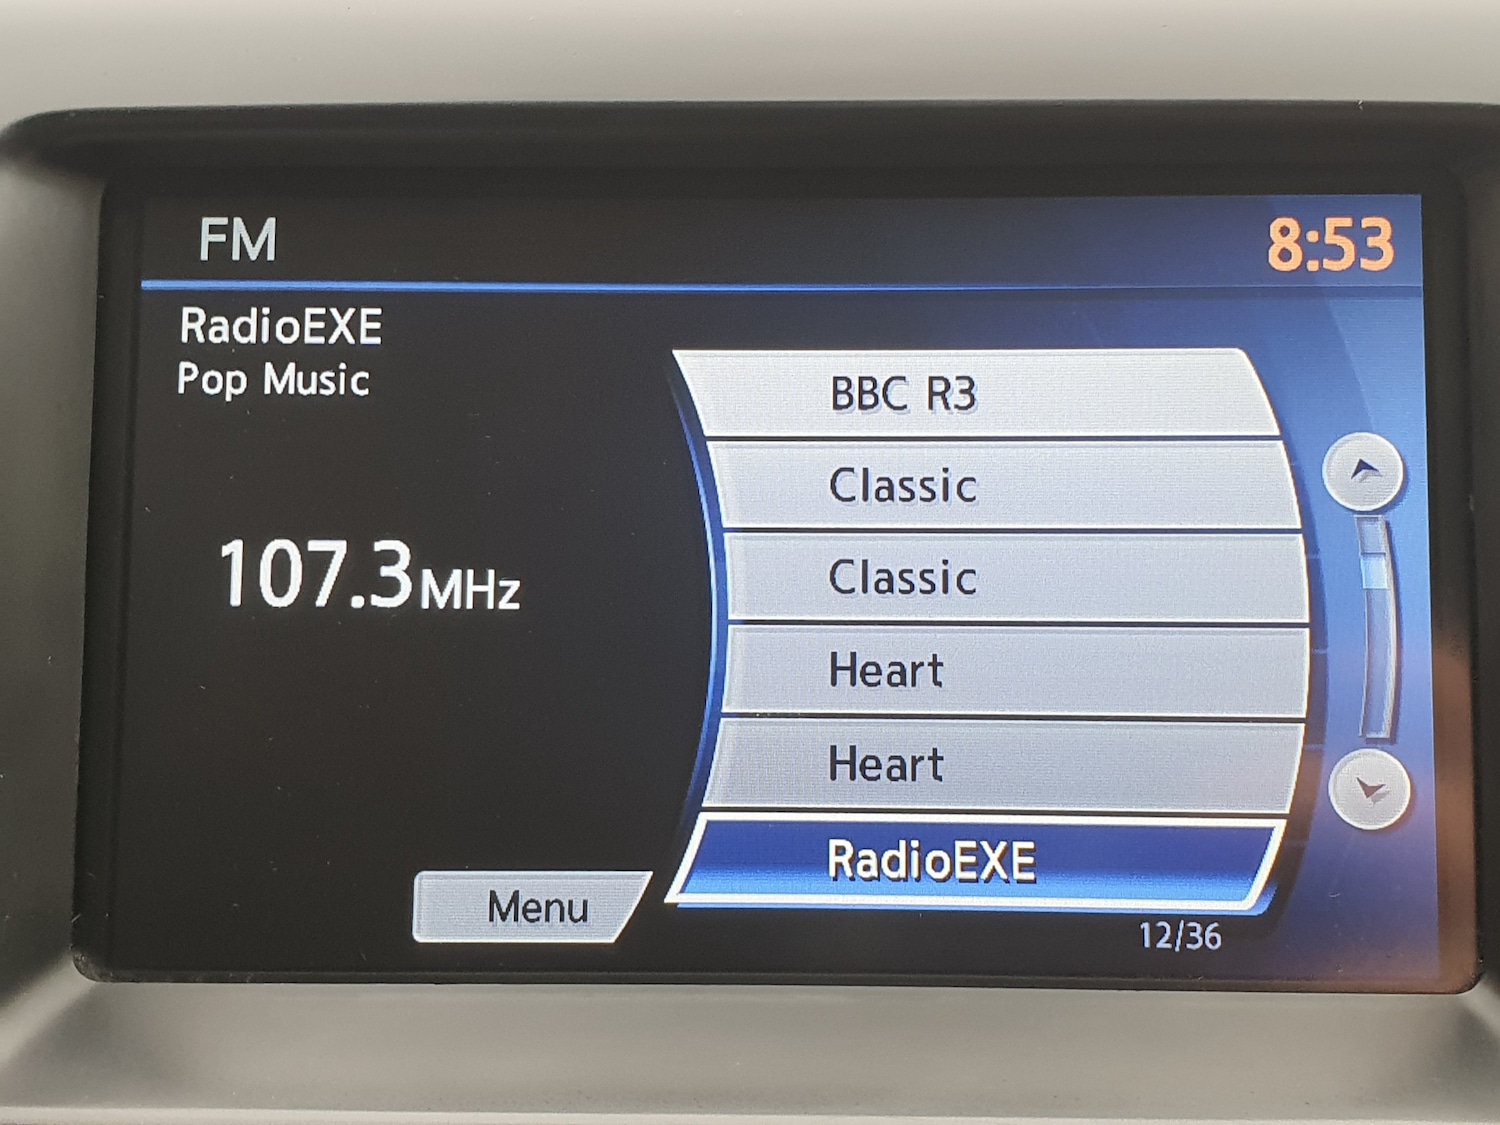 FM
8:53
RadioEXE
Pop Music
107.3MHz
BBC R3
Classic
Classic
Heart
Heart
RadioEXE
Menu
12/36